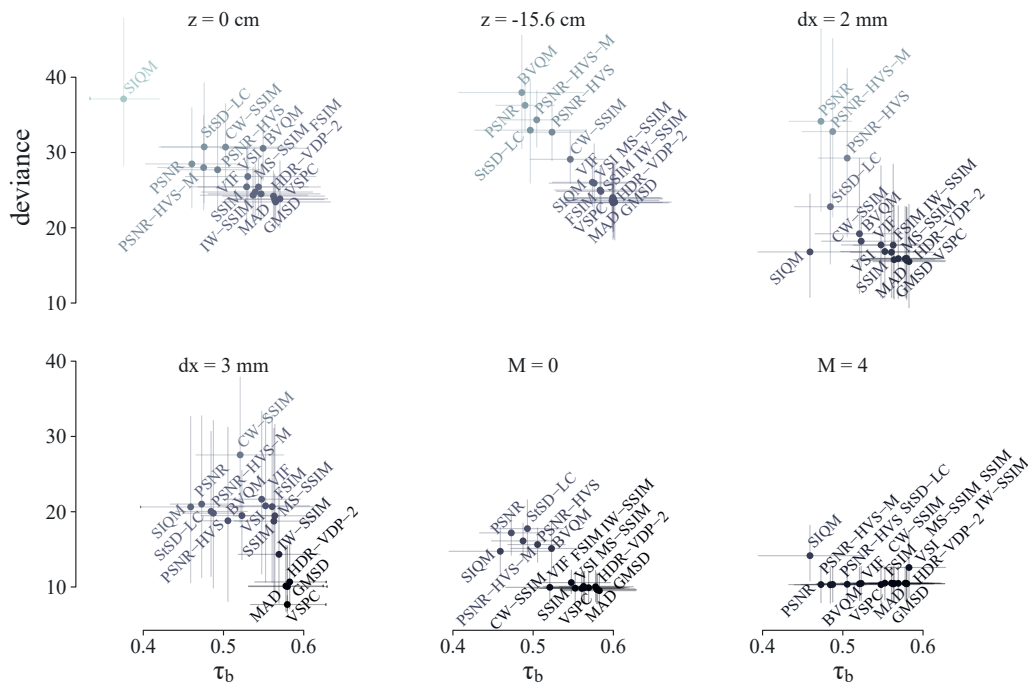 z = 0 cm
z = -15.6 cm
dx = 2 mm
deviance
40
30
20
10
SIQM
PSNR
PSNR-HVS-M
StSD-LC
CW-SSIM
PSNR-HVS
BVQM
VIF
VSI
MS-SSIM
FSIM
SSIM
IW-SSIM
MAD
HDR-VDP-2
VSPC
GMSD
BVQM
PSNR
PSNR-HVS-M
PSNR-HVS
StSD-LC
CW-SSIM
VIF
VSI
MS-SSIM
SIQM
FSIM
SSIM
IW-SSIM
VSPC
HDR-VDP-2
MAD
GMSD
PSNR
PSNR-HVS-M
PSNR-HVS
StSD-LC
SIQM
CW-SSIM
BVQM
VIF
FSIM
IW-SSIM
VSI
MS-SSIM
SSIM
HDR-VDP-2
MAD
GMSD
VSPC
dx = 3 mm
M = 0
M = 4
40
30
20
10
CW-SSIM
SIQM
PSNR
StSD-LC
PSNR-HVS-M
PSNR-HVS
BVQM
VIF
VSI
FSIM
SSIM
MS-SSIM
IW-SSIM
HDR-VDP-2
MAD
GMSD
VSPC
PSNR
StSD-LC
SIQM
PSNR-HVS
PSNR-HVS-M
BVQM
CW-SSIM
VIF
FSIM
IW-SSIM
SSIM
VSI
MS-SSIM
VSPC
HDR-VDP-2
MAD
GMSD
SIQM
PSNR
PSNR-HVS-M
PSNR-HVS
StSD-LC
BVQM
VIF
CW-SSIM
VSPC
FSIM
MS-SSIM
SSIM
MAD
VSI
IW-SSIM
GMSD
HDR-VDP-2
0.4
0.5
0.6
0.4
0.5
0.6
0.4
0.5
0.6
τb
τb
τb